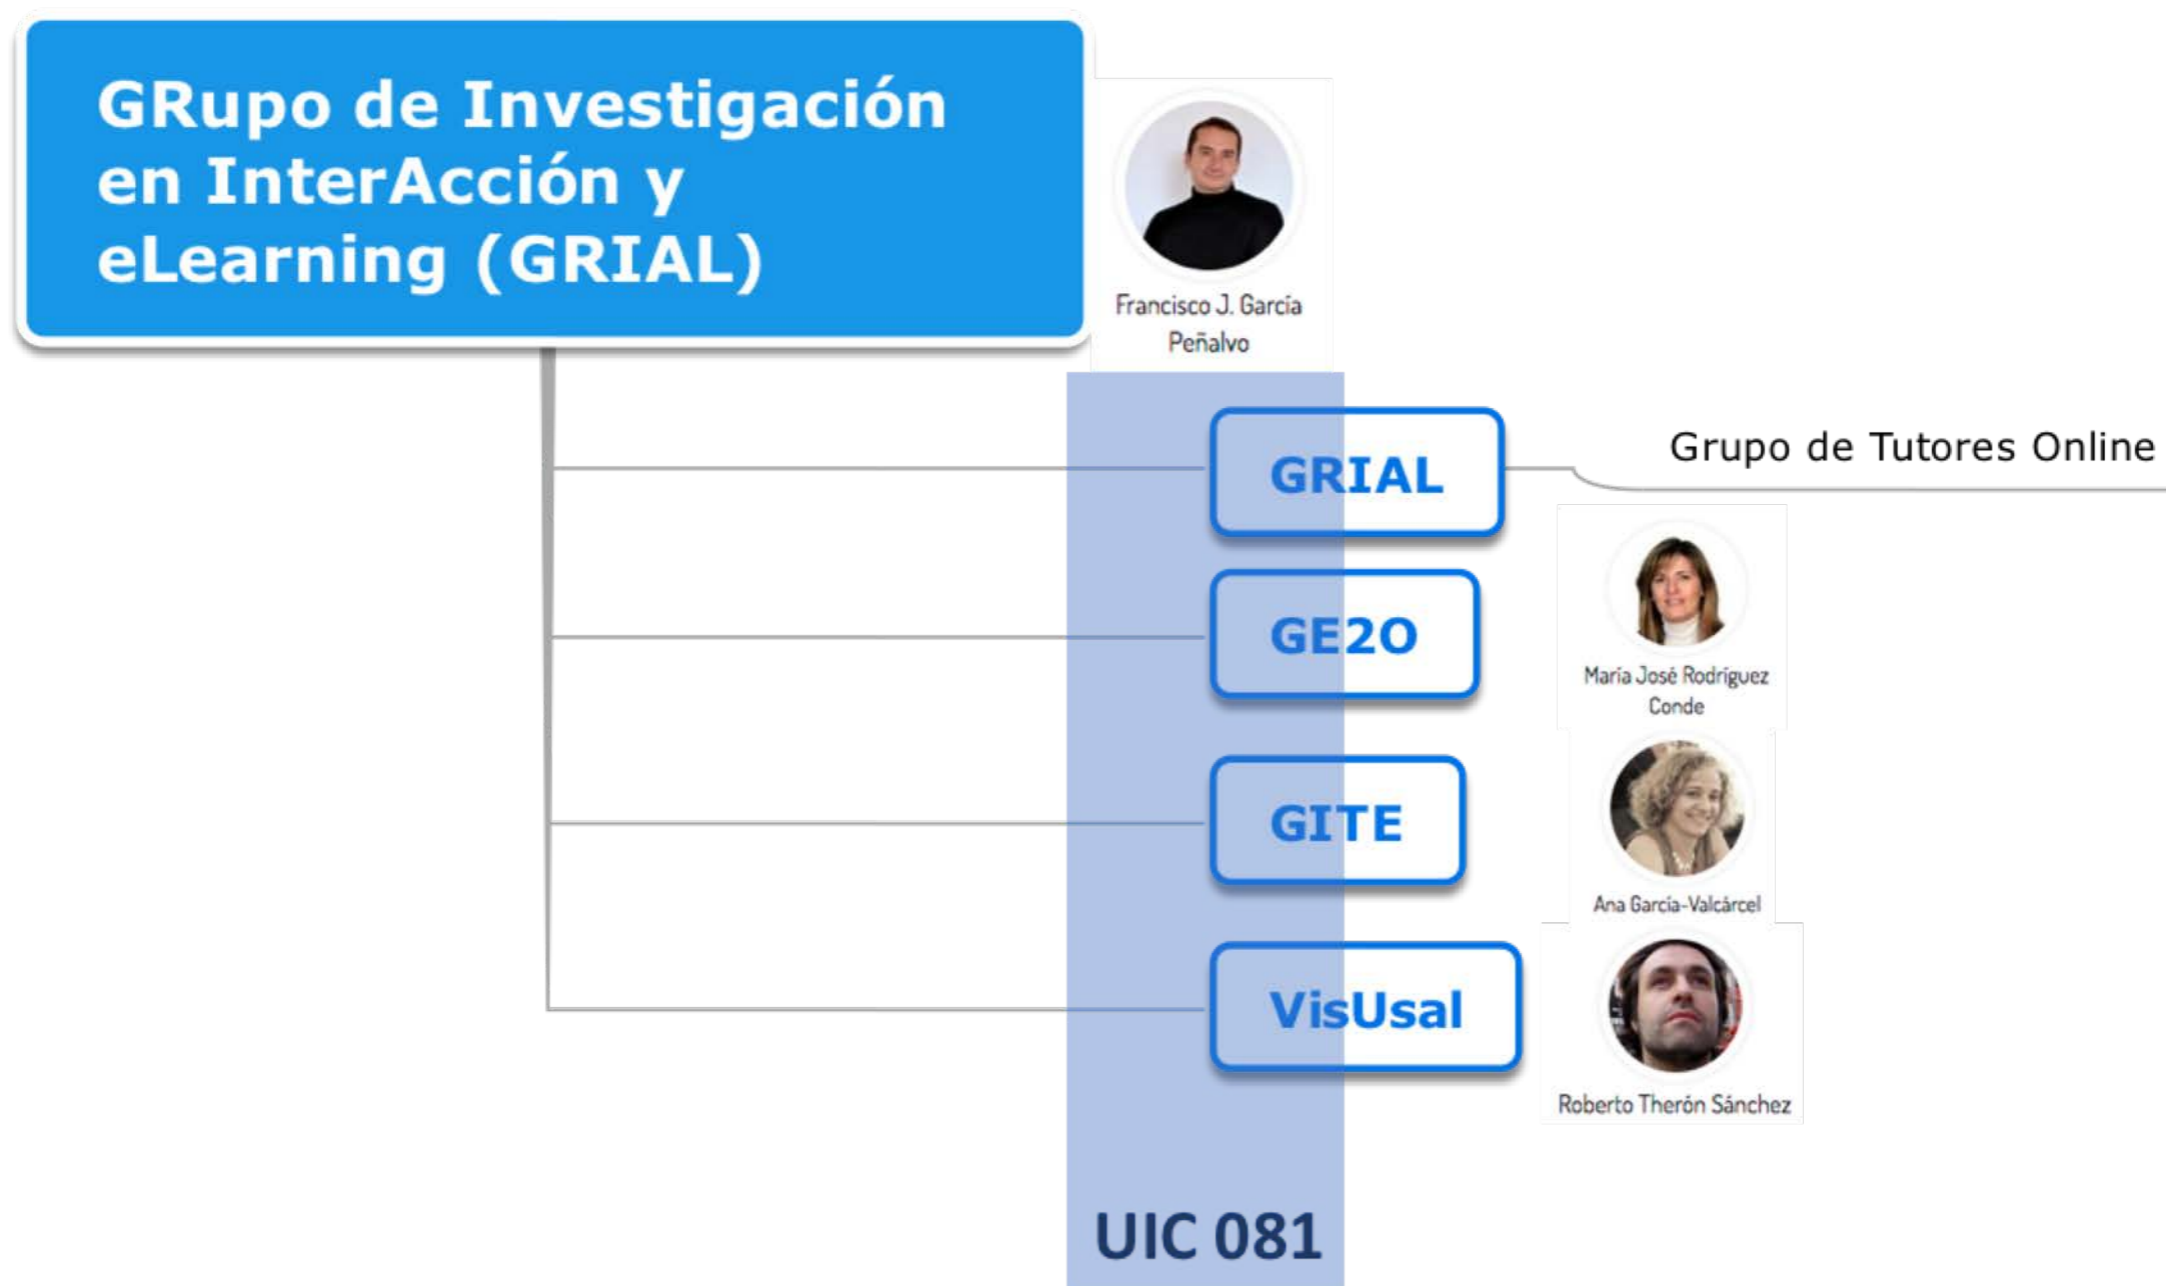 GRupo de Investigación
en InterAcción y
eLearning (GRIAL)
Francisco J. García
Peñalvo
GRIAL
Grupo de Tutores Online
GE2O
María José Rodríguez
Conde
GITE
Ana García-Valcárcel
VisUsal
Roberto Therón Sánchez
UIC 081